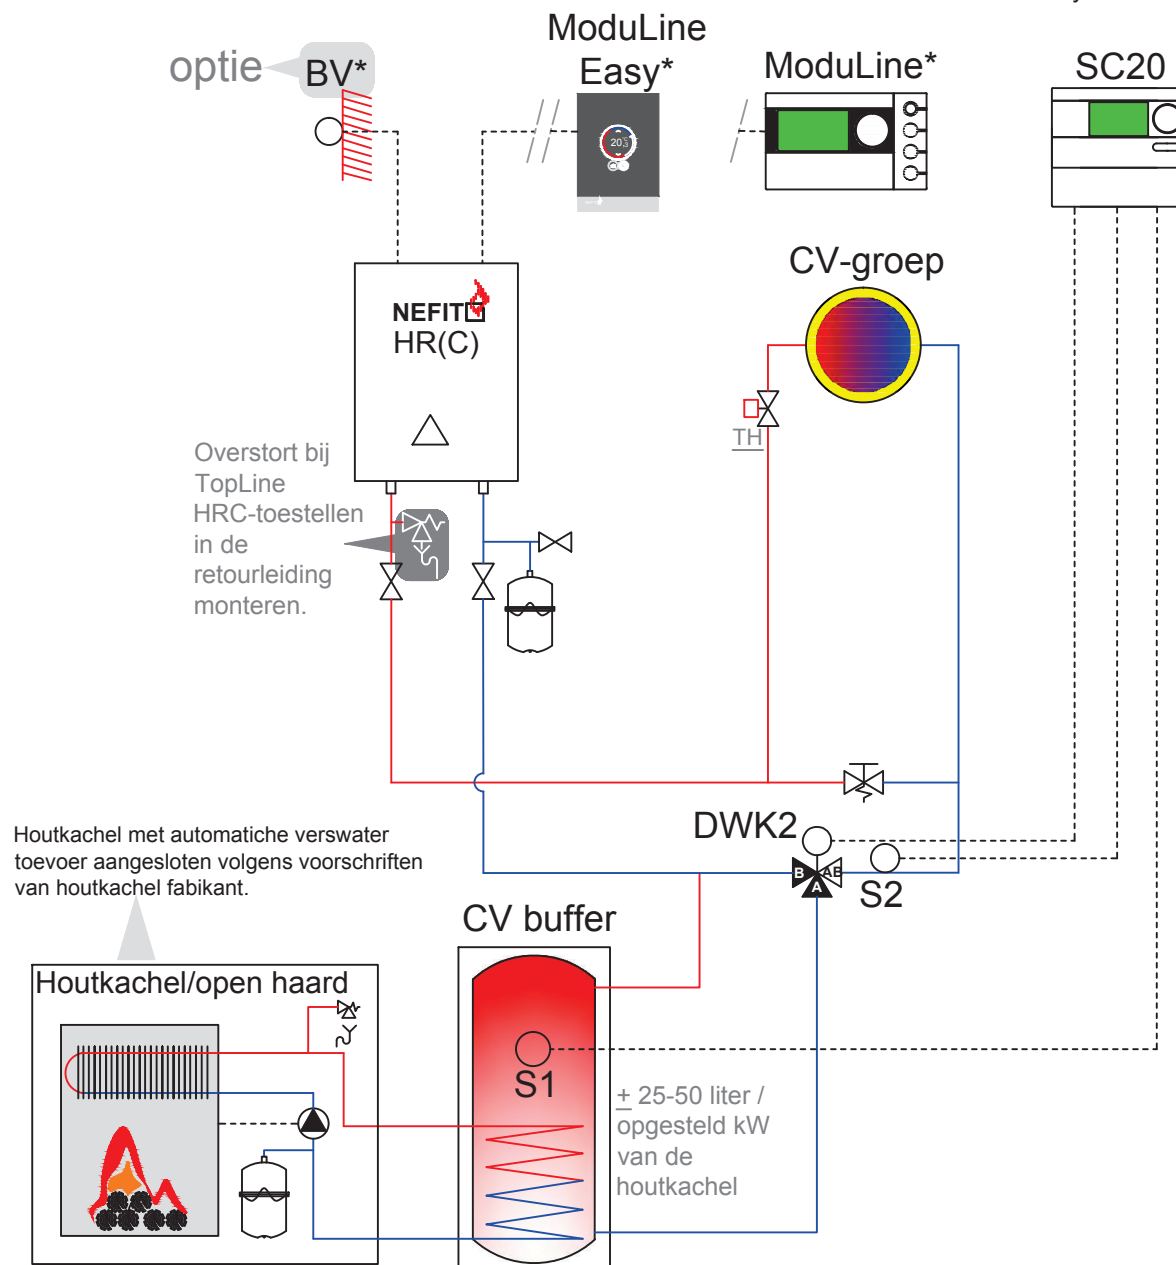 optie
BV*
ModuLine
Easy*
ModuLine*
SC20
NEFIT
HR(C)
CV-groep
TH
Overstort bij
TopLine
HRC-toestellen
in de
retourleiding
monteren.
DWK2
B
AB
A
S2
Houtkachel met automatiche verswater
toevoer aangesloten volgens voorschriften
van houtkachel fabikant.
CV buffer
Houtkachel/open haard
S1
± 25-50 liter /
opgesteld kW
van de
houtkachel